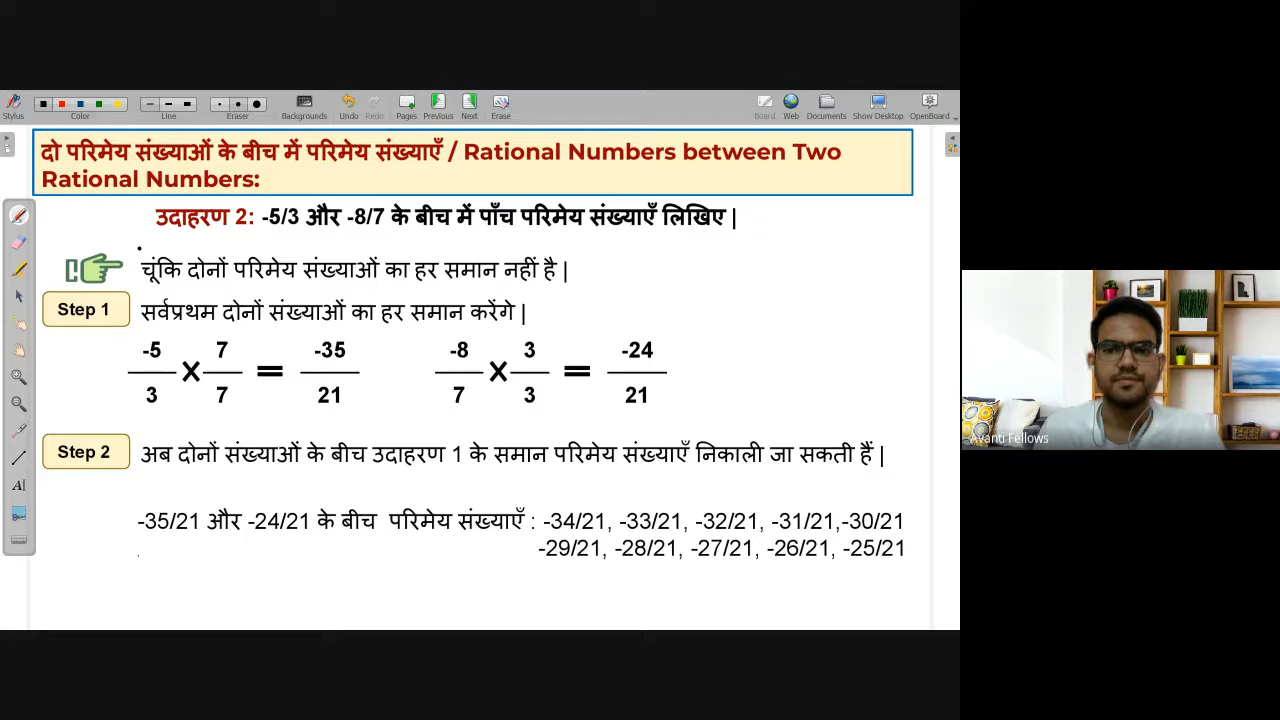 Stylus Color Line Eraser Backgrounds Undo Redo Pages Previous Next Erase Board Web Documents Show Desktop OpenBoard
दो परिमेय संख्याओं के बीच में परिमेय संख्याएँ / Rational Numbers between Two
Rational Numbers:
उदाहरण 2: -5/3 और -8/7 के बीच में पाँच परिमेय संख्याएँ लिखिए |
चूंकि दोनों परिमेय संख्याओं का हर समान नहीं है |
Step 1 सर्वप्रथम दोनों संख्याओं का हर समान करेंगे |
-5 7 -35 -8 3 -24
× = × =
3 7 21 7 3 21
Step 2 अब दोनों संख्याओं के बीच उदाहरण 1 के समान परिमेय संख्याएँ निकाली जा सकती हैं |
-35/21 और -24/21 के बीच परिमेय संख्याएँ : -34/21, -33/21, -32/21, -31/21,-30/21
-29/21, -28/21, -27/21, -26/21, -25/21
Avanti Fellows